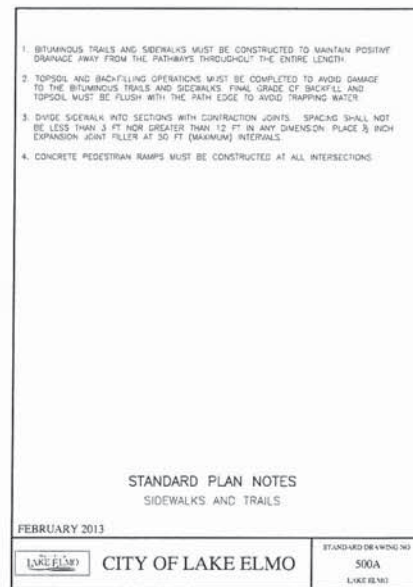 1. BITUMINOUS TRAILS AND SIDEWALKS MUST BE CONSTRUCTED TO MAINTAIN POSITIVE
DRAINAGE AWAY FROM THE PATHWAYS THROUGHOUT THE ENTIRE LENGTH.
2. TOPSOIL AND BACKFILLING OPERATIONS MUST BE COMPLETED TO AVOID DAMAGE
TO THE BITUMINOUS TRAILS AND SIDEWALKS. FINAL GRADE OF BACKFILL AND
TOPSOIL MUST BE FLUSH WITH THE PATH EDGE TO AVOID TRAPPING WATER.
3. DIVIDE SIDEWALK INTO SECTIONS WITH CONTRACTION JOINTS. SPACING SHALL NOT
BE LESS THAN 3 FT NOR GREATER THAN 12 FT IN ANY DIMENSION. PLACE INCH
EXPANSION JOINT FILLER AT 50 FT (MAXIMUM) INTERVALS.
4. CONCRETE PEDESTRIAN RAMPS MUST BE CONSTRUCTED AT ALL INTERSECTIONS.
STANDARD PLAN NOTES
SIDEWALKS AND TRAILS
FEBRUARY 2013
LAKE ELMO
CITY OF LAKE ELMO
STANDARD DRAWING NO
500A
LAKE ELMO